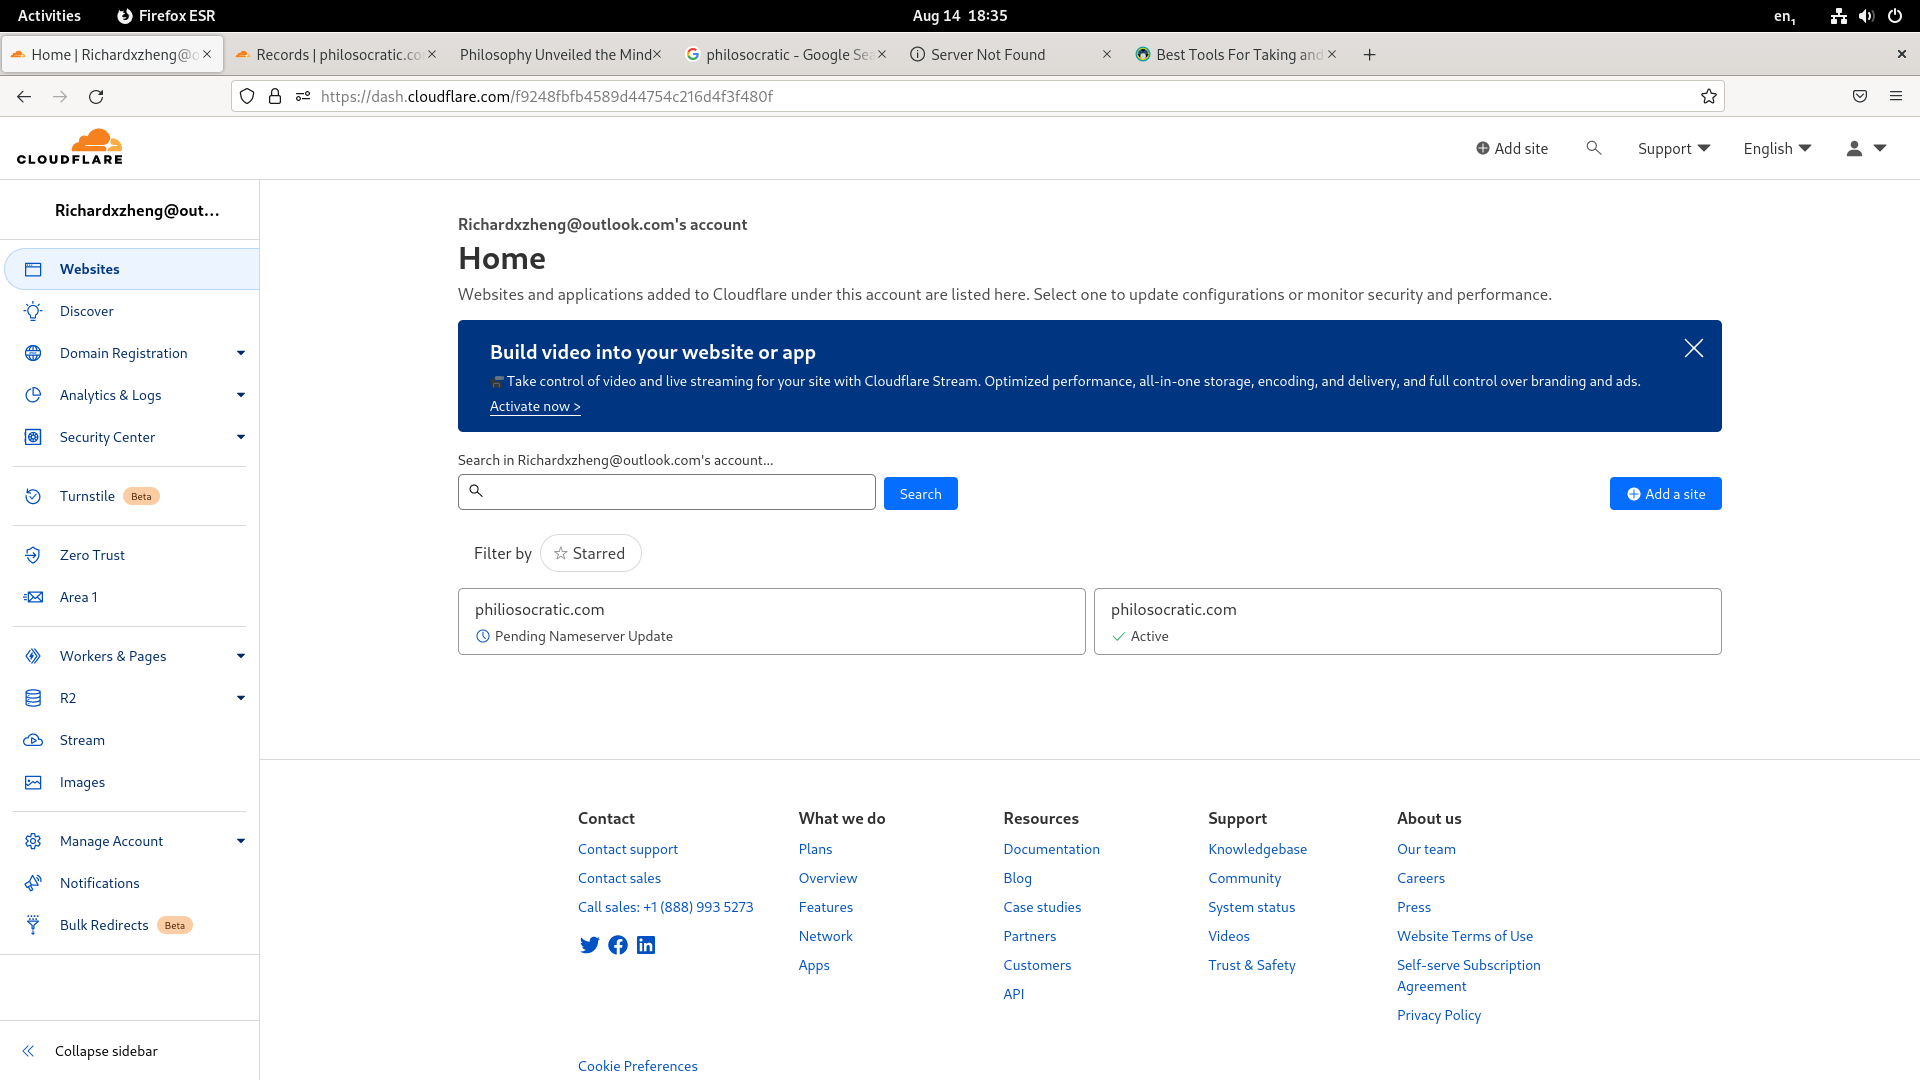 Activities
Firefox ESR
Aug 14 18:35
en1
Home | Richardxzheng@o
Records | philosocratic.co
Philosophy Unveiled the Mind
philosocratic - Google Sea
Server Not Found
Best Tools For Taking and
https://dash.cloudflare.com/f9248fbfb4589d44754c216d4f3f480f
CLOUDFLARE
Add site
Support
English
Richardxzheng@out...
Websites
Discover
Domain Registration
Analytics & Logs
Security Center
Turnstile Beta
Zero Trust
Area 1
Workers & Pages
R2
Stream
Images
Manage Account
Notifications
Bulk Redirects Beta
Collapse sidebar
Richardxzheng@outlook.com's account
Home
Websites and applications added to Cloudflare under this account are listed here. Select one to update configurations or monitor security and performance.
Build video into your website or app
Take control of video and live streaming for your site with Cloudflare Stream. Optimized performance, all-in-one storage, encoding, and delivery, and full control over branding and ads.
Activate now >
Search in Richardxzheng@outlook.com's account...
Search
Add a site
Filter by
Starred
philiosocratic.com
Pending Nameserver Update
philosocratic.com
Active
Contact
Contact support
Contact sales
Call sales: +1 (888) 993 5273
What we do
Plans
Overview
Features
Network
Apps
Resources
Documentation
Blog
Case studies
Partners
Customers
API
Support
Knowledgebase
Community
System status
Videos
Trust & Safety
About us
Our team
Careers
Press
Website Terms of Use
Self-serve Subscription
Agreement
Privacy Policy
Cookie Preferences